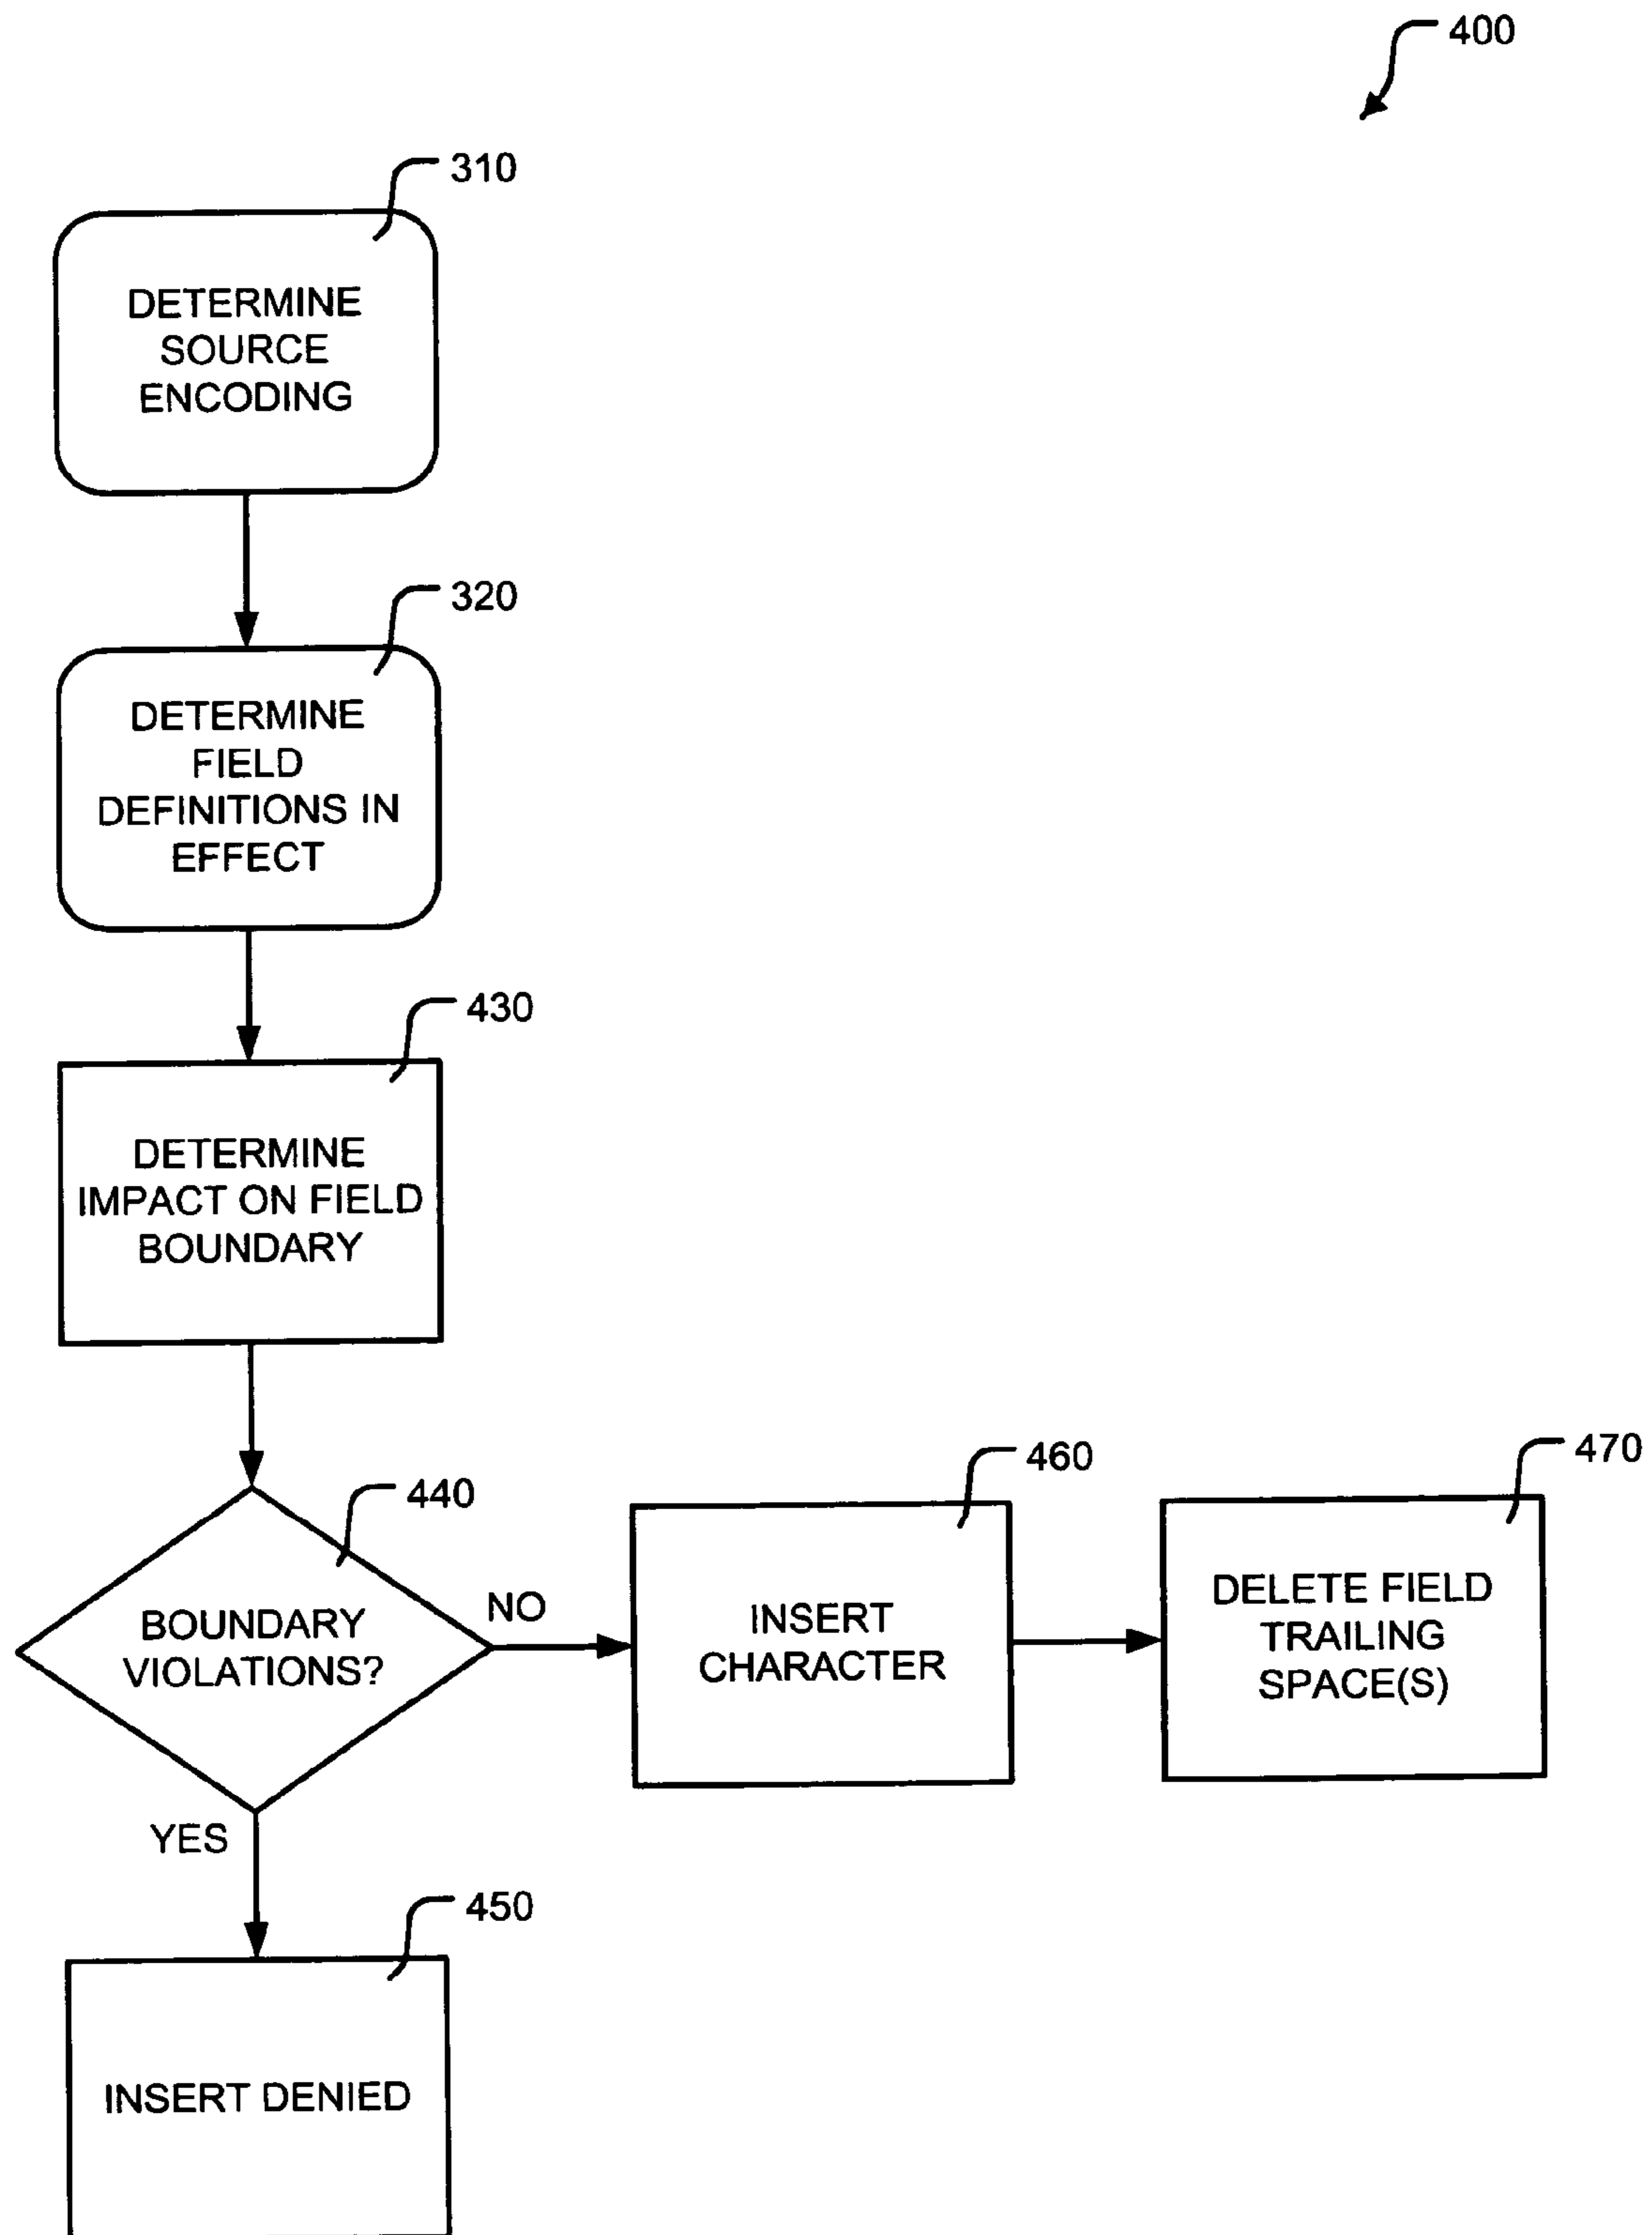 400
310
DETERMINE
SOURCE
ENCODING
320
DETERMINE
FIELD
DEFINITIONS IN
EFFECT
430
DETERMINE
IMPACT ON FIELD
BOUNDARY
440
BOUNDARY
VIOLATIONS?
NO
460
INSERT
CHARACTER
470
DELETE FIELD
TRAILING
SPACE(S)
YES
450
INSERT DENIED